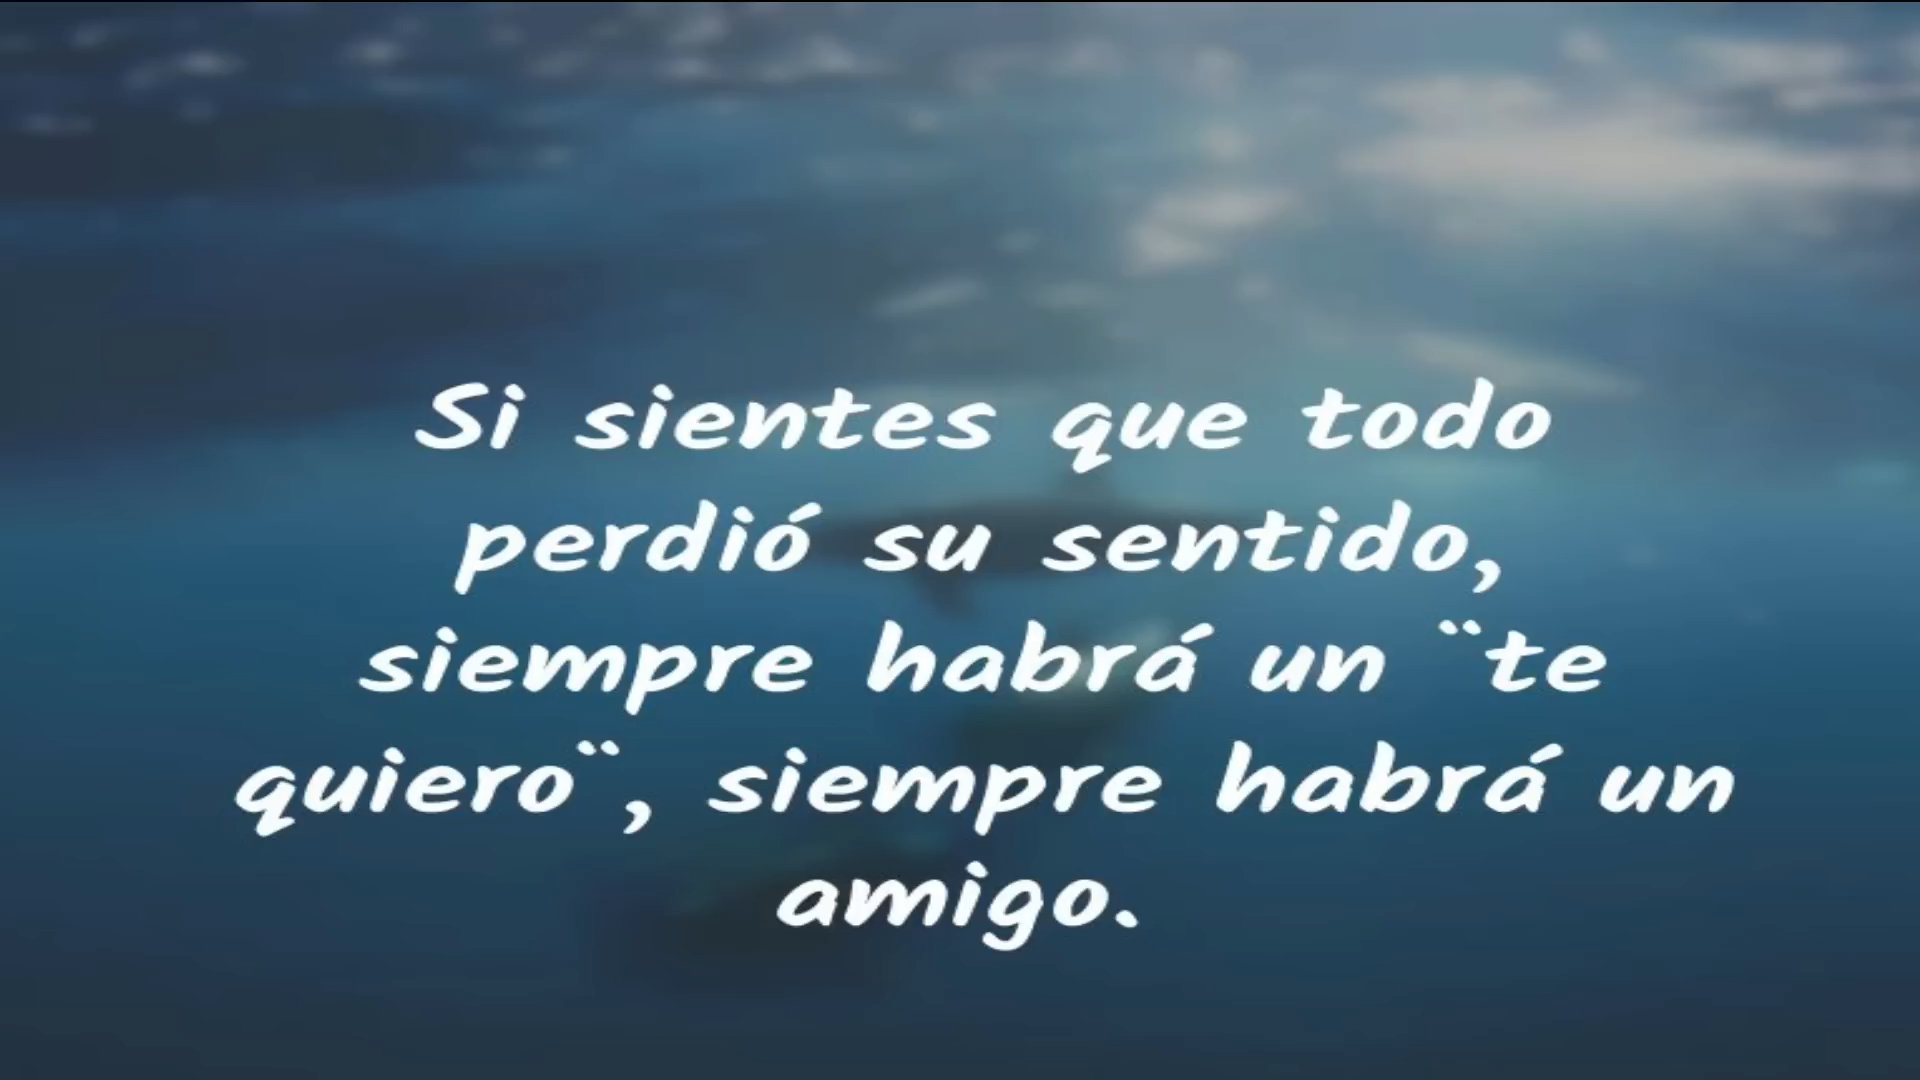 Si sientes que todo
perdió su sentido,
siempre habrá un ¨te
quiero¨, siempre habrá un
amigo.